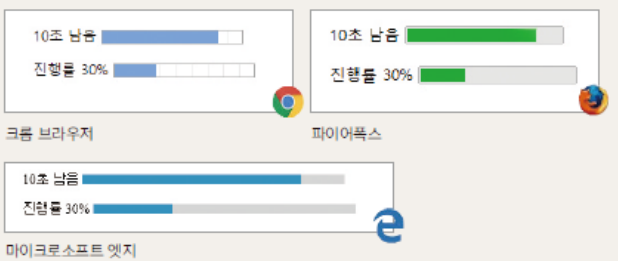 10초 남음
진행률 30%
크롬 브라우저
10초 남음
진행률 30%
파이어폭스
10초 남음
진행률 30%
마이크로소프트 엣지